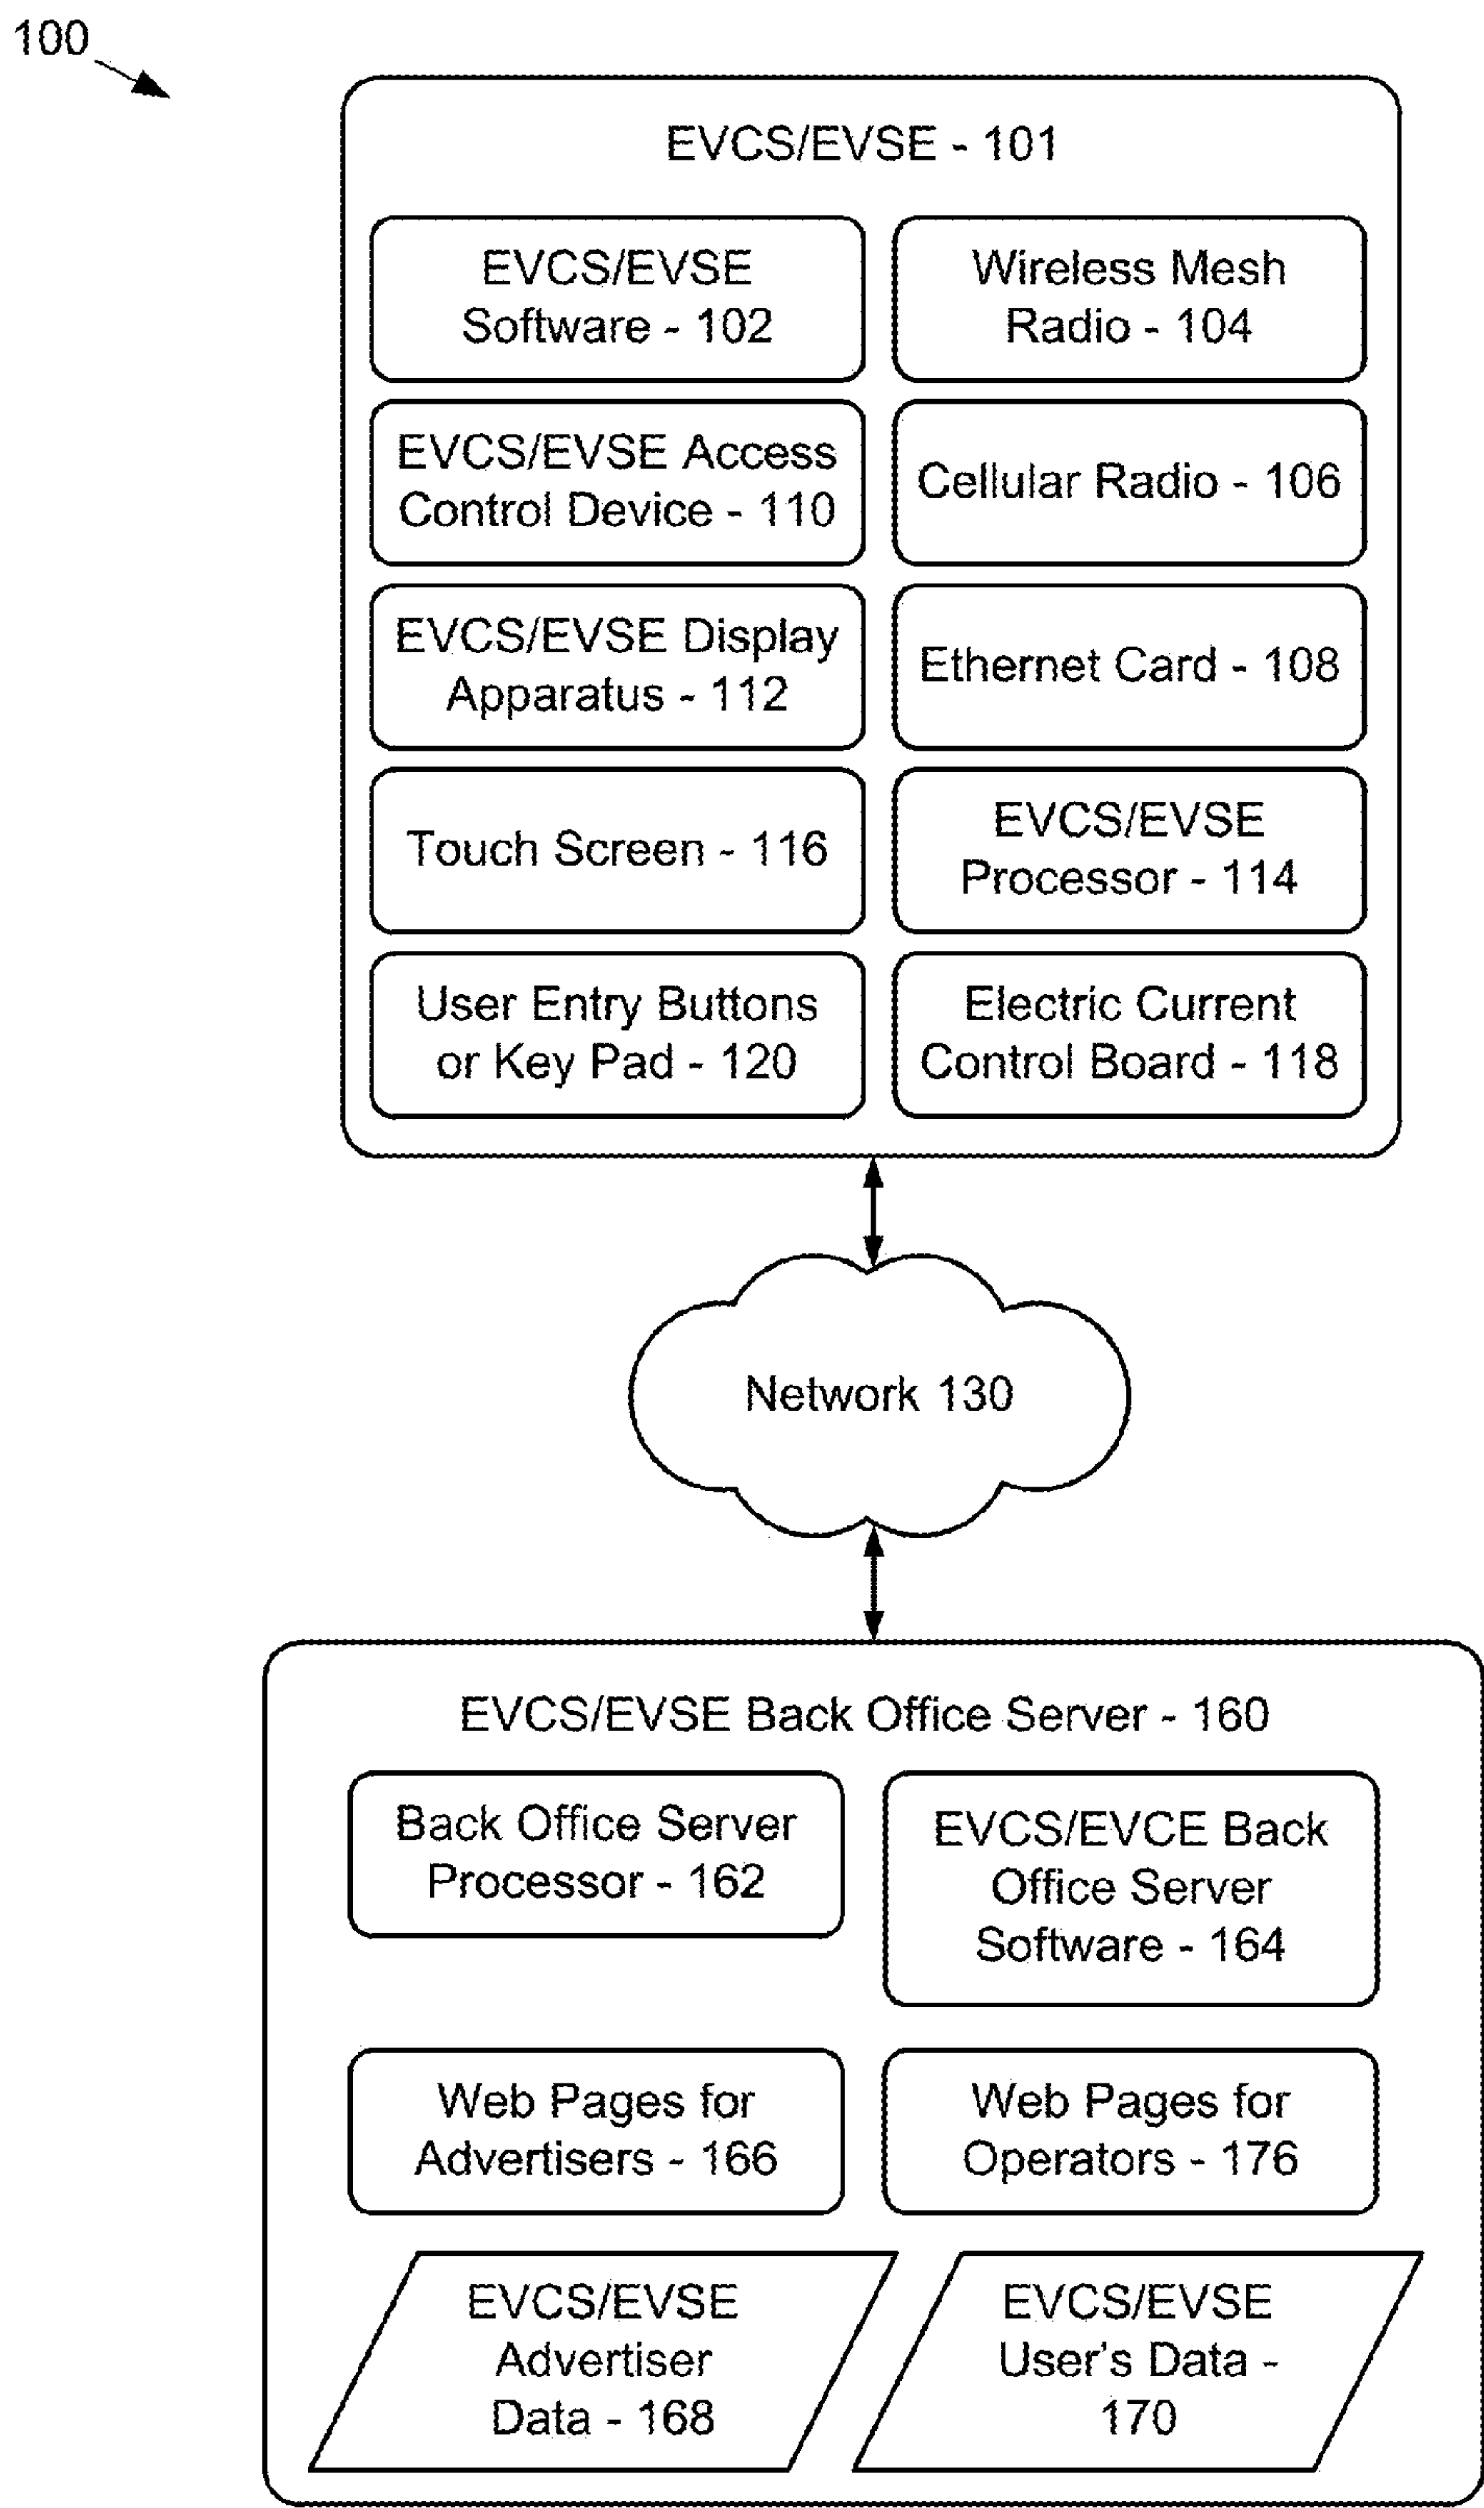 100
EVCS/EVSE - 101
EVCS/EVSE
Software - 102
Wireless Mesh
Radio - 104
EVCS/EVSE Access
Control Device - 110
Cellular Radio - 106
EVCS/EVSE Display
Apparatus - 112
Ethernet Card - 108
Touch Screen - 116
EVCS/EVSE
Processor - 114
User Entry Buttons
or Key Pad - 120
Electric Current
Control Board - 118
Network 130
EVCS/EVSE Back Office Server - 160
Back Office Server
Processor - 162
EVCS/EVCE Back
Office Server
Software - 164
Web Pages for
Advertisers - 166
Web Pages for
Operators - 176
EVCS/EVSE
Advertiser
Data - 168
EVCS/EVSE
User's Data -
170